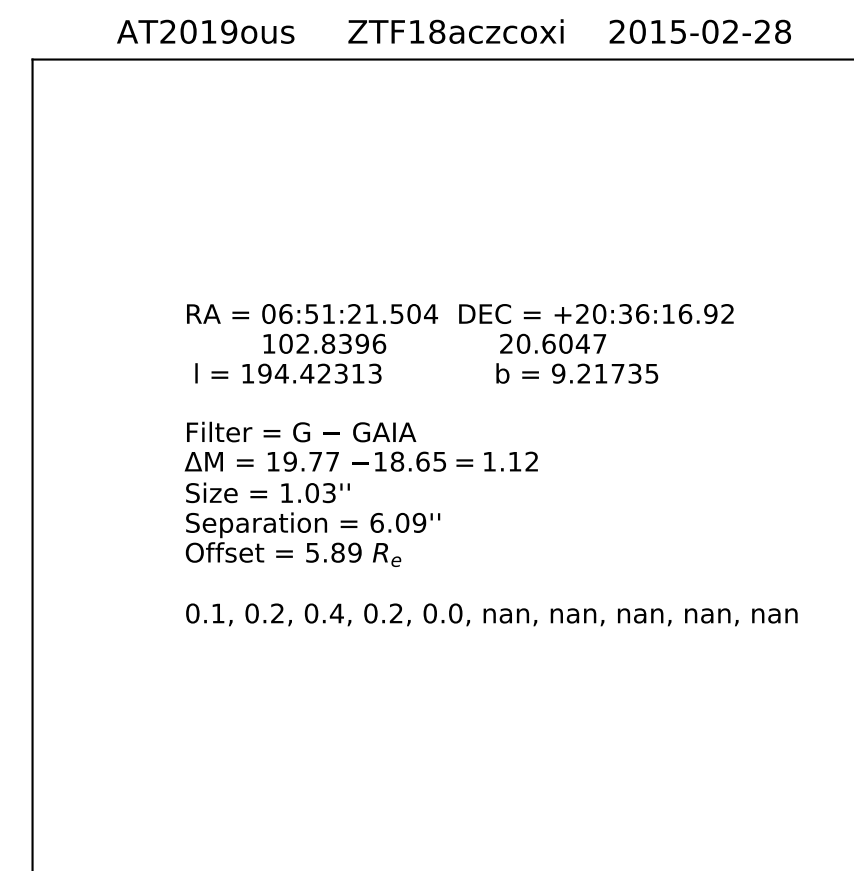 AT2019ous ZTF18aczcoxi 2015-02-28
RA = 06:51:21.504 DEC = +20:36:16.92
102.8396 20.6047
l = 194.42313 b = 9.21735
Filter = G − GAIA
ΔM = 19.77 −18.65 = 1.12
Size = 1.03''
Separation = 6.09''
Offset = 5.89 Rₑ
0.1, 0.2, 0.4, 0.2, 0.0, nan, nan, nan, nan, nan